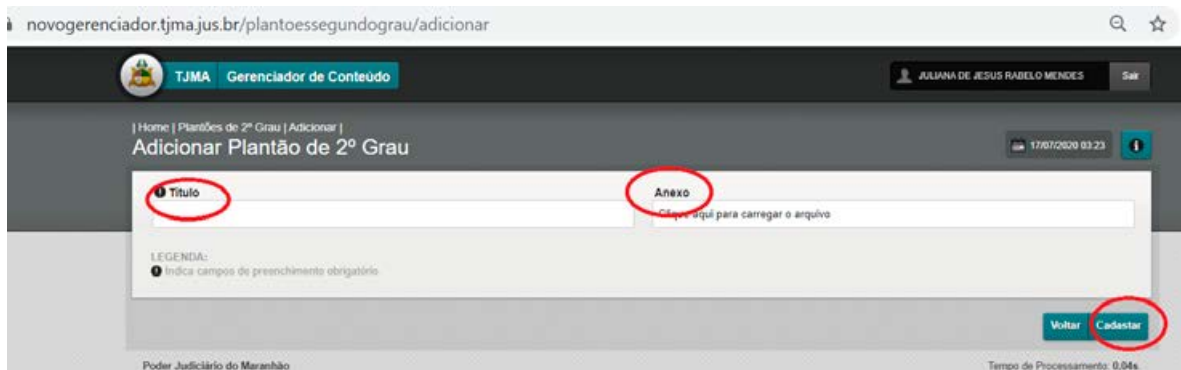 novogerenciador.tjma.jus.br/plantoessegundograu/adicionar
TJMA Gerenciador de Conteúdo
JULIANA DE JESUS RABELO MENDES Sair
| Home | Plantões de 2º Grau | Adicionar |
Adicionar Plantão de 2º Grau
17/07/2020 03:23
Título Anexo
Clique aqui para carregar o arquivo
LEGENDA:
Indica campos de preenchimento obrigatório
Voltar Cadastar
Poder Judiciário do Maranhão Tempo de Processamento: 0.04s